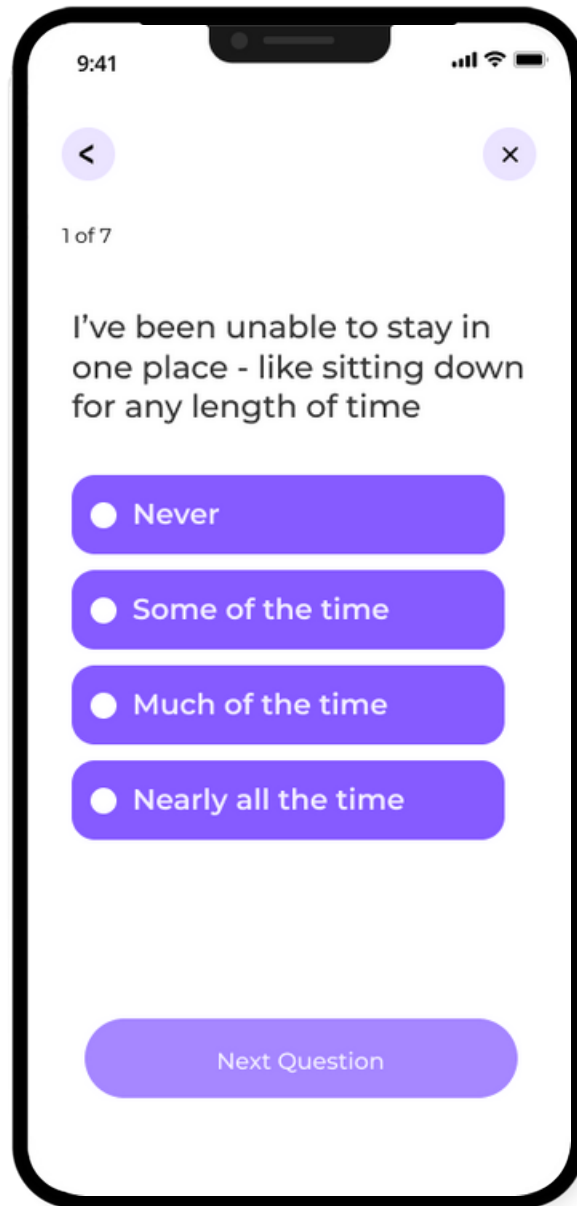 9:41
<
×
1 of 7
I’ve been unable to stay in
one place - like sitting down
for any length of time
Never
Some of the time
Much of the time
Nearly all the time
Next Question